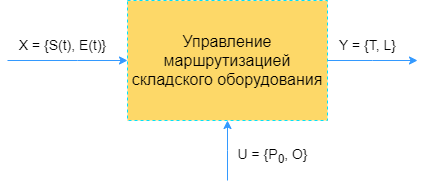 X = {S(t), E(t)}
Управление
маршрутизацией
складского оборудования
Y = {T, L}
U = {P₀, O}